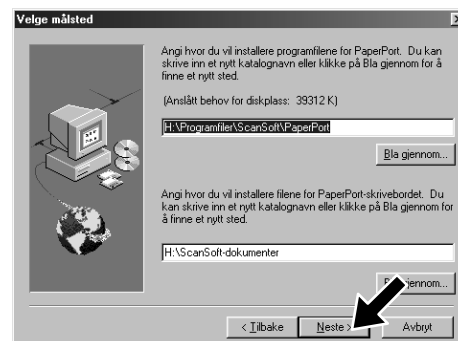 Velge målsted
Angi hvor du vil installere programfilene for PaperPort. Du kan
skrive inn et nytt katalognavn eller klikke på Bla gjennom for å
finne et nytt sted.
(Anslått behov for diskplass: 39312 K)
H:\Programfiler\ScanSoft\PaperPort
Bla gjennom...
Angi hvor du vil installere filene for PaperPort-skrivebordet. Du
kan skrive inn et nytt katalognavn eller klikke på Bla gjennom for
å finne et nytt sted.
H:\ScanSoft-dokumenter
jennom...
< Tilbake Neste > Avbryt